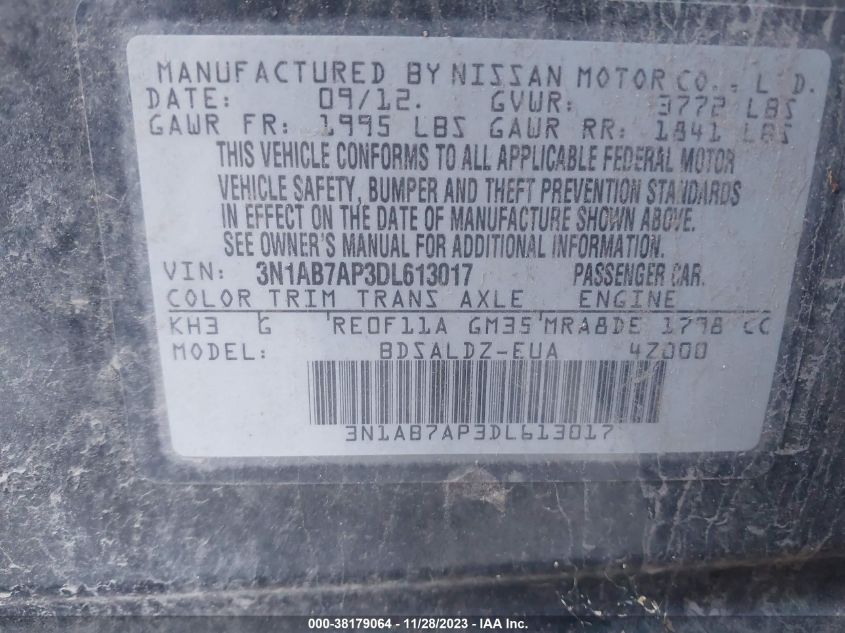 MANUFACTURED BY NISSAN MOTOR CO., L D.
DATE: 09/12. GVWR: 3772 LBS
GAWR FR: 1995 LBS GAWR RR: 1841 LBS
THIS VEHICLE CONFORMS TO ALL APPLICABLE FEDERAL MOTOR
VEHICLE SAFETY, BUMPER AND THEFT PREVENTION STANDARDS
IN EFFECT ON THE DATE OF MANUFACTURE SHOWN ABOVE.
SEE OWNER'S MANUAL FOR ADDITIONAL INFORMATION.
VIN: 3N1AB7AP3DL613017 PASSENGER CAR.
COLOR TRIM TRANS AXLE ENGINE
KH3 G RE0F11A GM35 MRA8DE 1798 CC
MODEL: BDSALDZ-EUA 4Z000
3N1AB7AP3DL613017
000-38179064 - 11/28/2023 - IAA Inc.